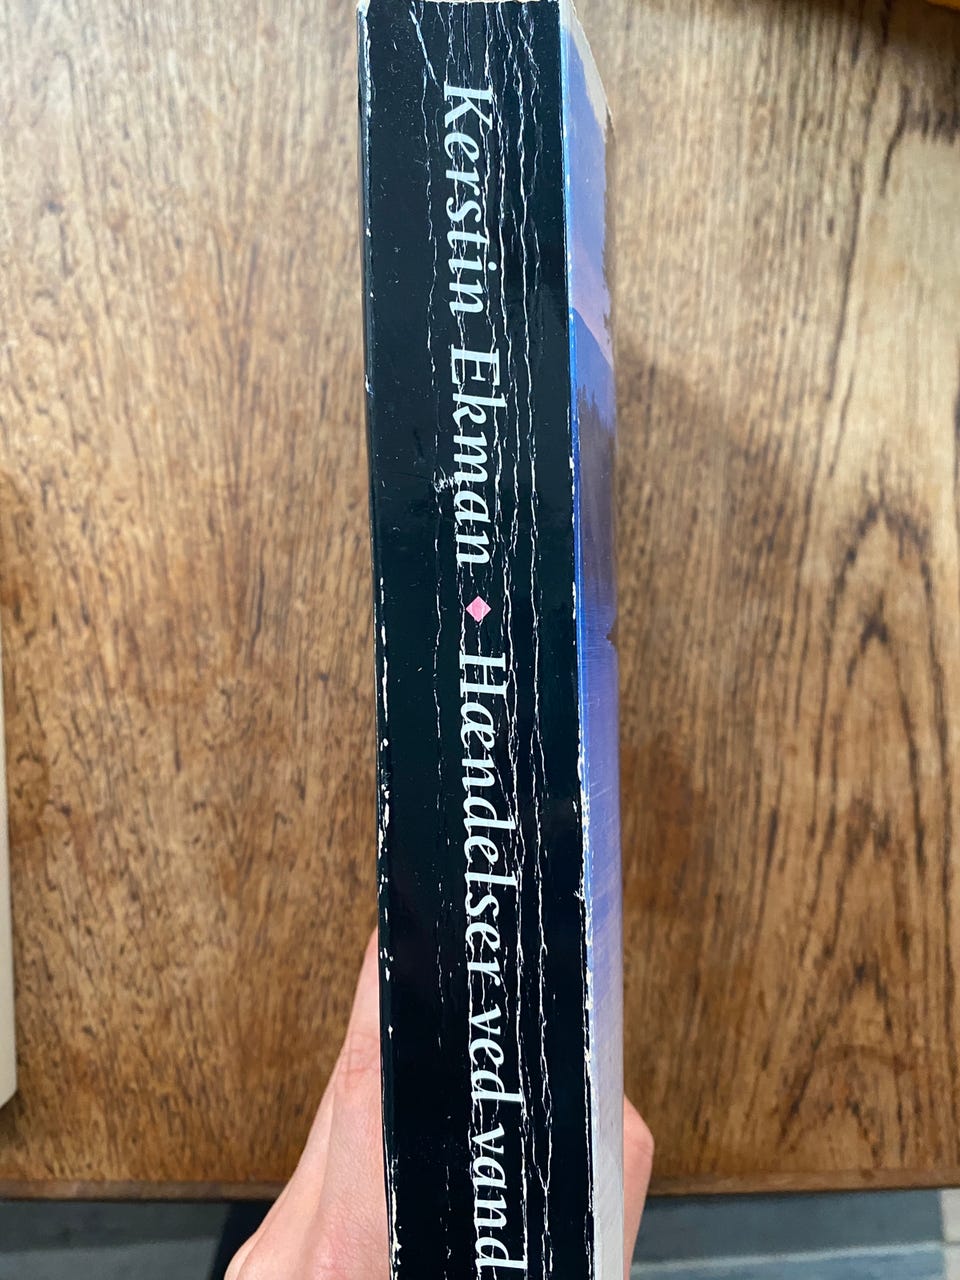 Kerstin Ekman ◆ Hændelser ved vand